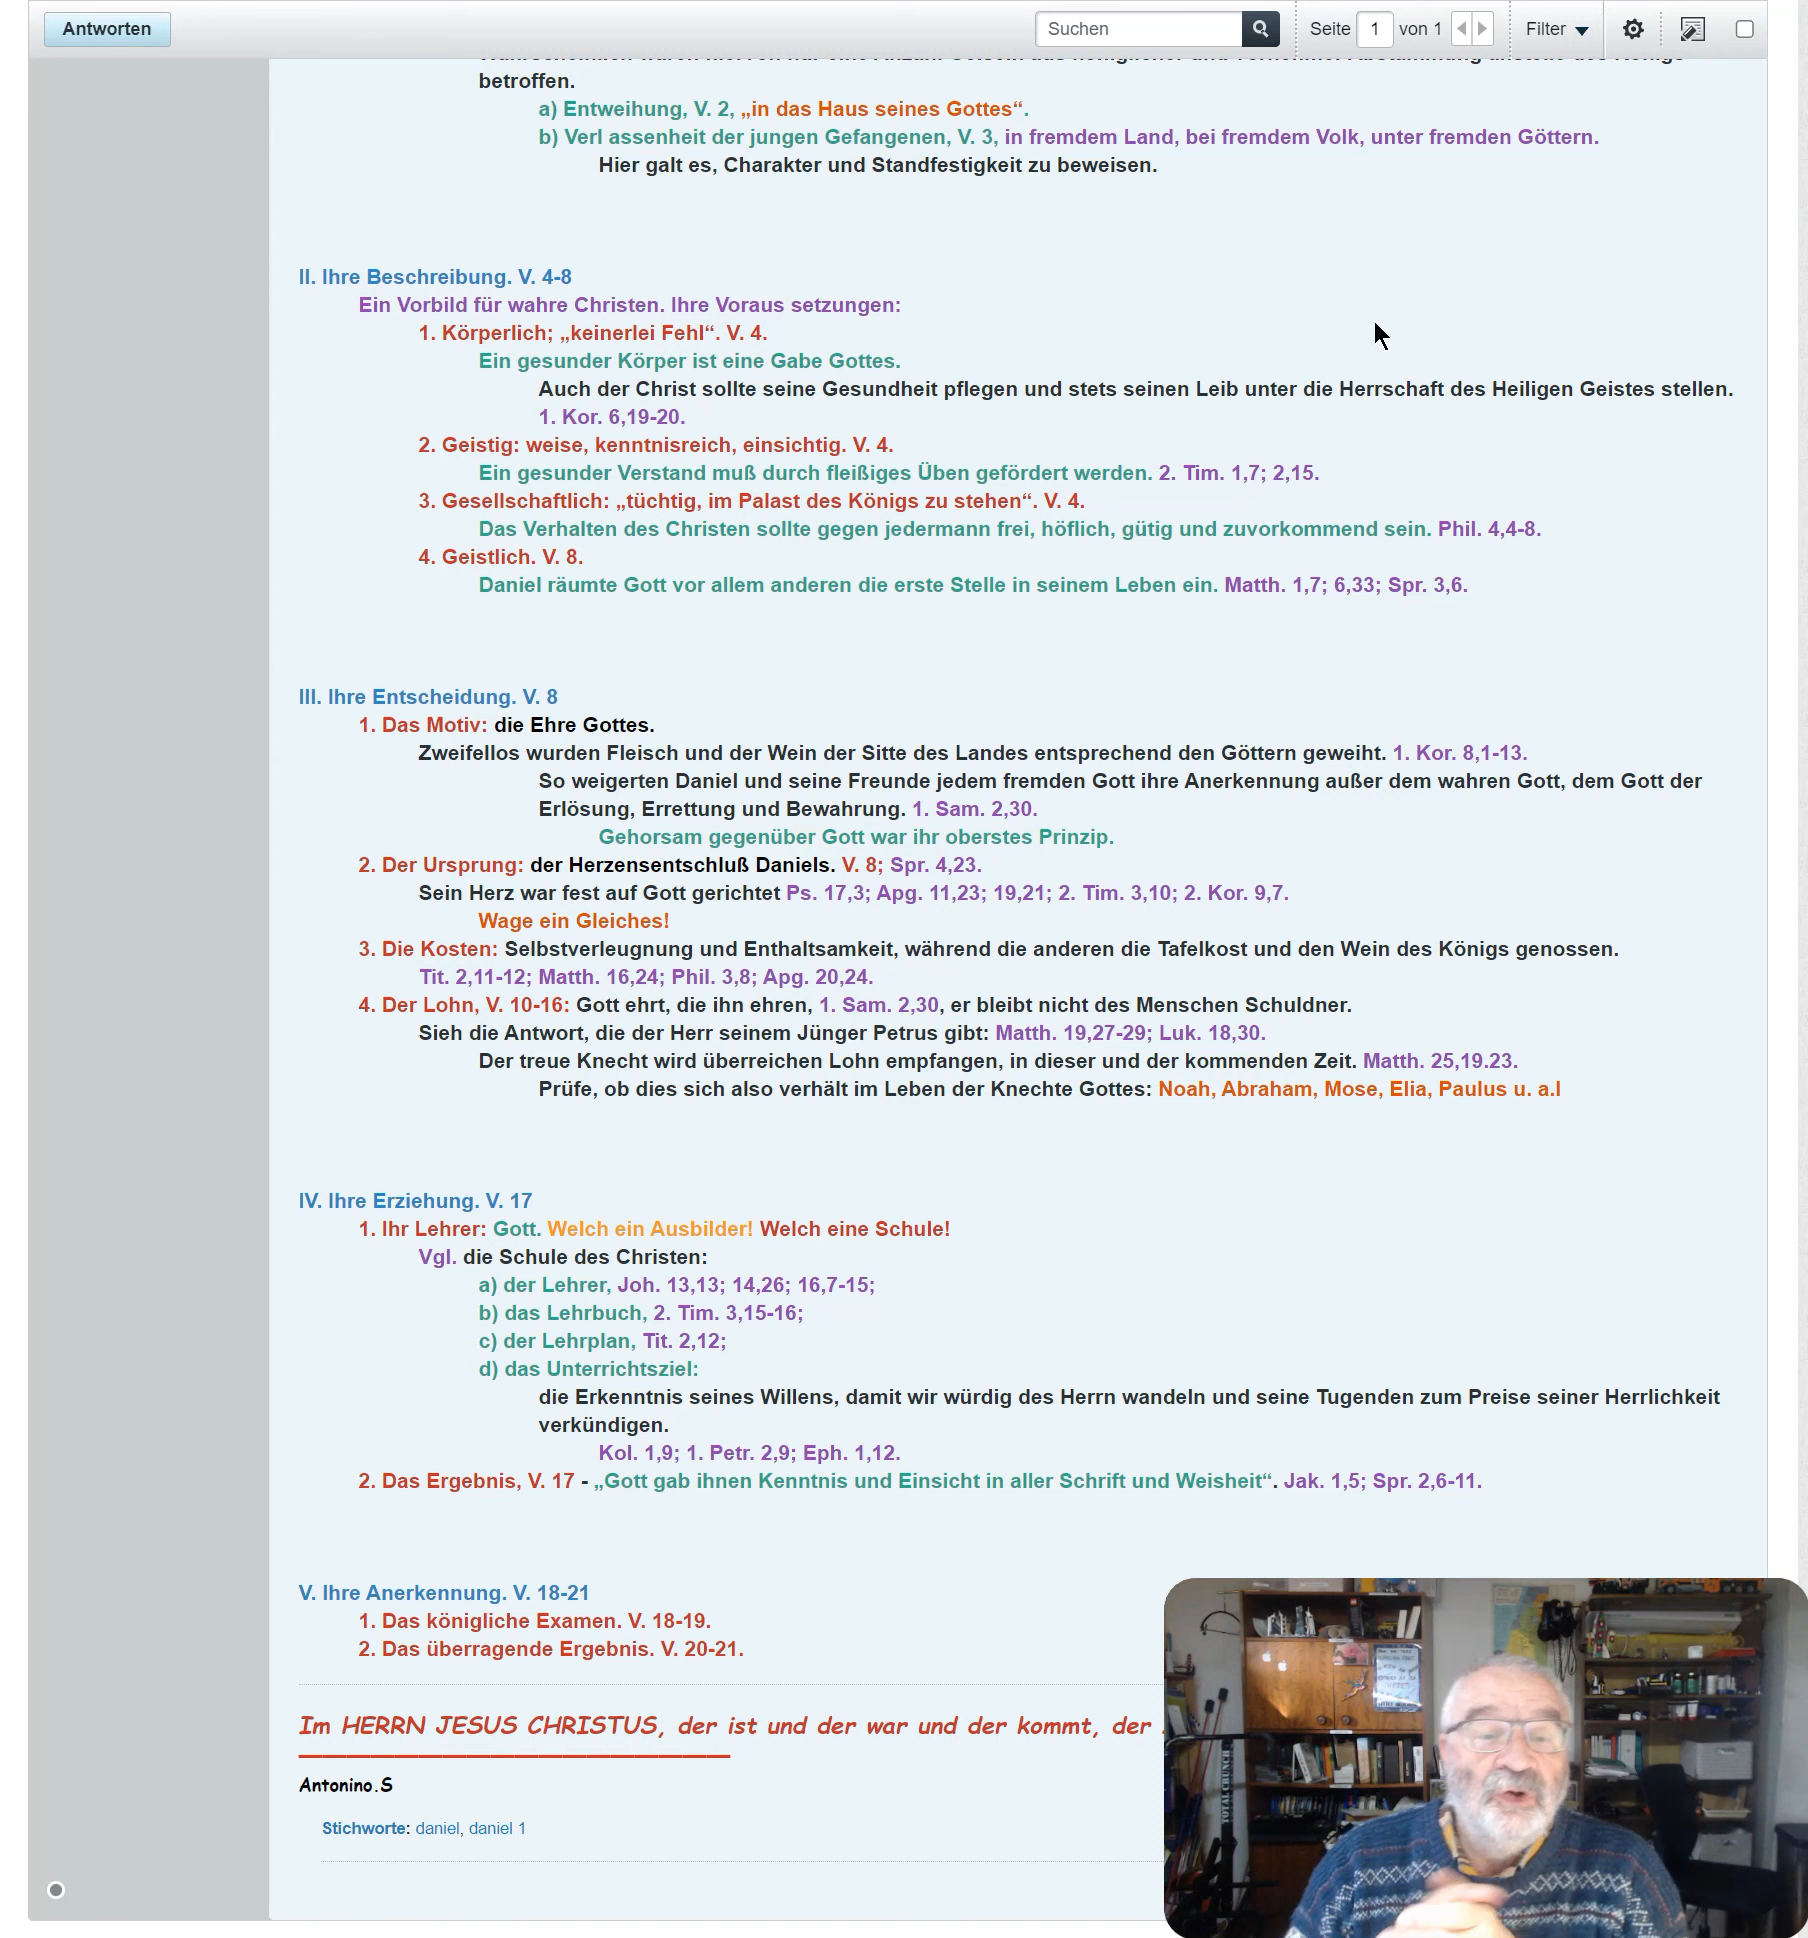 Antworten
Suchen
Seite 1 von 1
Filter
betroffen.
a) Entweihung, V. 2, „in das Haus seines Gottes“.
b) Verl assenheit der jungen Gefangenen, V. 3, in fremdem Land, bei fremdem Volk, unter fremden Göttern.
Hier galt es, Charakter und Standfestigkeit zu beweisen.
II. Ihre Beschreibung. V. 4-8
Ein Vorbild für wahre Christen. Ihre Voraus setzungen:
1. Körperlich; „keinerlei Fehl“. V. 4.
Ein gesunder Körper ist eine Gabe Gottes.
Auch der Christ sollte seine Gesundheit pflegen und stets seinen Leib unter die Herrschaft des Heiligen Geistes stellen.
1. Kor. 6,19-20.
2. Geistig: weise, kenntnisreich, einsichtig. V. 4.
Ein gesunder Verstand muß durch fleißiges Üben gefördert werden. 2. Tim. 1,7; 2,15.
3. Gesellschaftlich: „tüchtig, im Palast des Königs zu stehen“. V. 4.
Das Verhalten des Christen sollte gegen jedermann frei, höflich, gütig und zuvorkommend sein. Phil. 4,4-8.
4. Geistlich. V. 8.
Daniel räumte Gott vor allem anderen die erste Stelle in seinem Leben ein. Matth. 1,7; 6,33; Spr. 3,6.
III. Ihre Entscheidung. V. 8
1. Das Motiv: die Ehre Gottes.
Zweifellos wurden Fleisch und der Wein der Sitte des Landes entsprechend den Göttern geweiht. 1. Kor. 8,1-13.
So weigerten Daniel und seine Freunde jedem fremden Gott ihre Anerkennung außer dem wahren Gott, dem Gott der
Erlösung, Errettung und Bewahrung. 1. Sam. 2,30.
Gehorsam gegenüber Gott war ihr oberstes Prinzip.
2. Der Ursprung: der Herzensentschluß Daniels. V. 8; Spr. 4,23.
Sein Herz war fest auf Gott gerichtet Ps. 17,3; Apg. 11,23; 19,21; 2. Tim. 3,10; 2. Kor. 9,7.
Wage ein Gleiches!
3. Die Kosten: Selbstverleugnung und Enthaltsamkeit, während die anderen die Tafelkost und den Wein des Königs genossen.
Tit. 2,11-12; Matth. 16,24; Phil. 3,8; Apg. 20,24.
4. Der Lohn, V. 10-16: Gott ehrt, die ihn ehren, 1. Sam. 2,30, er bleibt nicht des Menschen Schuldner.
Sieh die Antwort, die der Herr seinem Jünger Petrus gibt: Matth. 19,27-29; Luk. 18,30.
Der treue Knecht wird überreichen Lohn empfangen, in dieser und der kommenden Zeit. Matth. 25,19.23.
Prüfe, ob dies sich also verhält im Leben der Knechte Gottes: Noah, Abraham, Mose, Elia, Paulus u. a.l
IV. Ihre Erziehung. V. 17
1. Ihr Lehrer: Gott. Welch ein Ausbilder! Welch eine Schule!
Vgl. die Schule des Christen:
a) der Lehrer, Joh. 13,13; 14,26; 16,7-15;
b) das Lehrbuch, 2. Tim. 3,15-16;
c) der Lehrplan, Tit. 2,12;
d) das Unterrichtsziel:
die Erkenntnis seines Willens, damit wir würdig des Herrn wandeln und seine Tugenden zum Preise seiner Herrlichkeit
verkündigen.
Kol. 1,9; 1. Petr. 2,9; Eph. 1,12.
2. Das Ergebnis, V. 17 - „Gott gab ihnen Kenntnis und Einsicht in aller Schrift und Weisheit“. Jak. 1,5; Spr. 2,6-11.
V. Ihre Anerkennung. V. 18-21
1. Das königliche Examen. V. 18-19.
2. Das überragende Ergebnis. V. 20-21.
Im HERRN JESUS CHRISTUS, der ist und der war und der kommt, der
Antonino.S
Stichworte: daniel, daniel 1
TOTAL CRUNCH